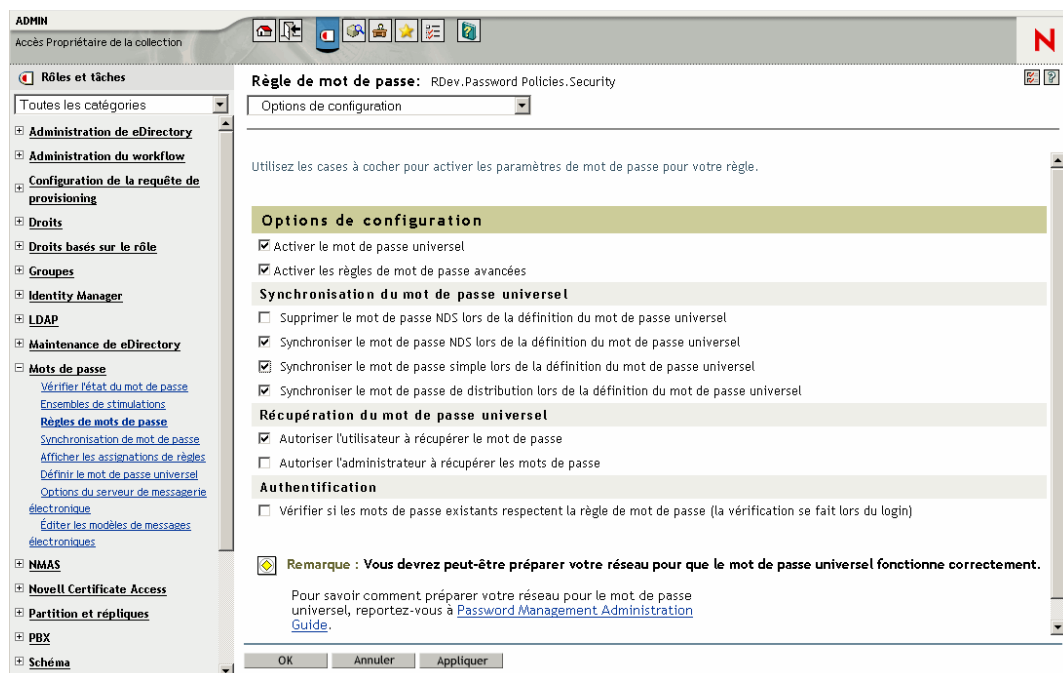 ADMIN
Accès Propriétaire de la collection
N
Rôles et tâches
Toutes les catégories
Administration de eDirectory
Administration du workflow
Configuration de la requête de
provisioning
Droits
Droits basés sur le rôle
Groupes
Identity Manager
LDAP
Maintenance de eDirectory
Mots de passe
Vérifier l'état du mot de passe
Ensembles de stimulations
Règles de mots de passe
Synchronisation de mot de passe
Afficher les assignations de règles
Définir le mot de passe universel
Options du serveur de messagerie
électronique
Éditer les modèles de messages
électroniques
NMAS
Novell Certificate Access
Partition et répliques
PBX
Schéma
Règle de mot de passe: RDev.Password Policies.Security
Options de configuration
Utilisez les cases à cocher pour activer les paramètres de mot de passe pour votre règle.
Options de configuration
Activer le mot de passe universel
Activer les règles de mot de passe avancées
Synchronisation du mot de passe universel
Supprimer le mot de passe NDS lors de la définition du mot de passe universel
Synchroniser le mot de passe NDS lors de la définition du mot de passe universel
Synchroniser le mot de passe simple lors de la définition du mot de passe universel
Synchroniser le mot de passe de distribution lors de la définition du mot de passe universel
Récupération du mot de passe universel
Autoriser l'utilisateur à récupérer le mot de passe
Autoriser l'administrateur à récupérer les mots de passe
Authentification
Vérifier si les mots de passe existants respectent la règle de mot de passe (la vérification se fait lors du login)
Remarque : Vous devrez peut-être préparer votre réseau pour que le mot de passe universel fonctionne correctement.
Pour savoir comment préparer votre réseau pour le mot de passe
universel, reportez-vous à Password Management Administration
Guide.
OK Annuler Appliquer